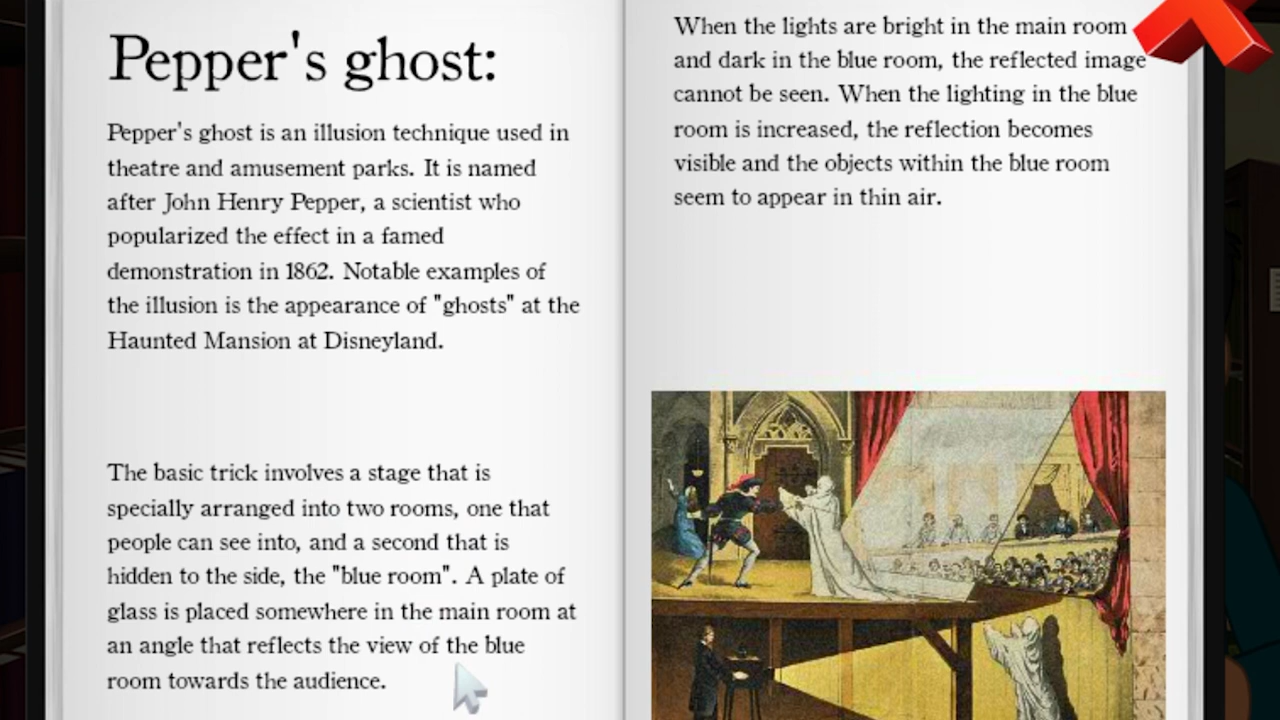 Pepper's ghost:
Pepper's ghost is an illusion technique used in
theatre and amusement parks. It is named
after John Henry Pepper, a scientist who
popularized the effect in a famed
demonstration in 1862. Notable examples of
the illusion is the appearance of "ghosts" at the
Haunted Mansion at Disneyland.
The basic trick involves a stage that is
specially arranged into two rooms, one that
people can see into, and a second that is
hidden to the side, the "blue room". A plate of
glass is placed somewhere in the main room at
an angle that reflects the view of the blue
room towards the audience.
When the lights are bright in the main room
and dark in the blue room, the reflected image
cannot be seen. When the lighting in the blue
room is increased, the reflection becomes
visible and the objects within the blue room
seem to appear in thin air.